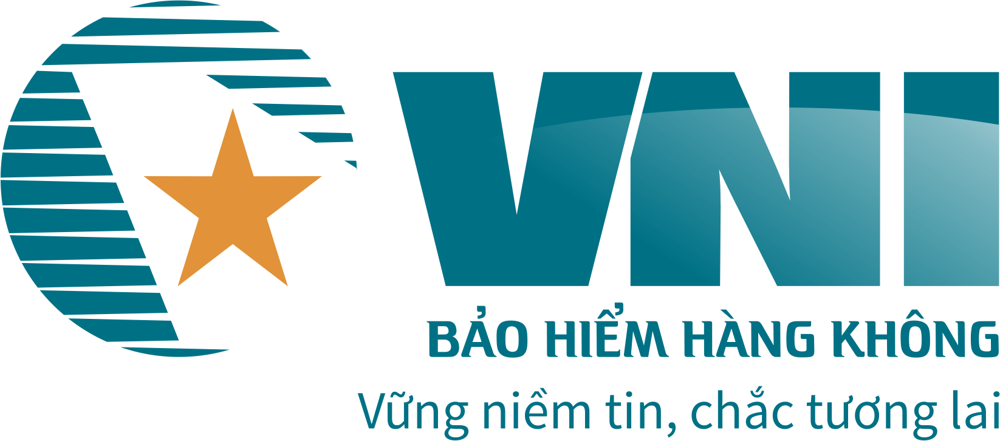 VNI
BẢO HIỂM HÀNG KHÔNG
Vững niềm tin, chắc tương lai